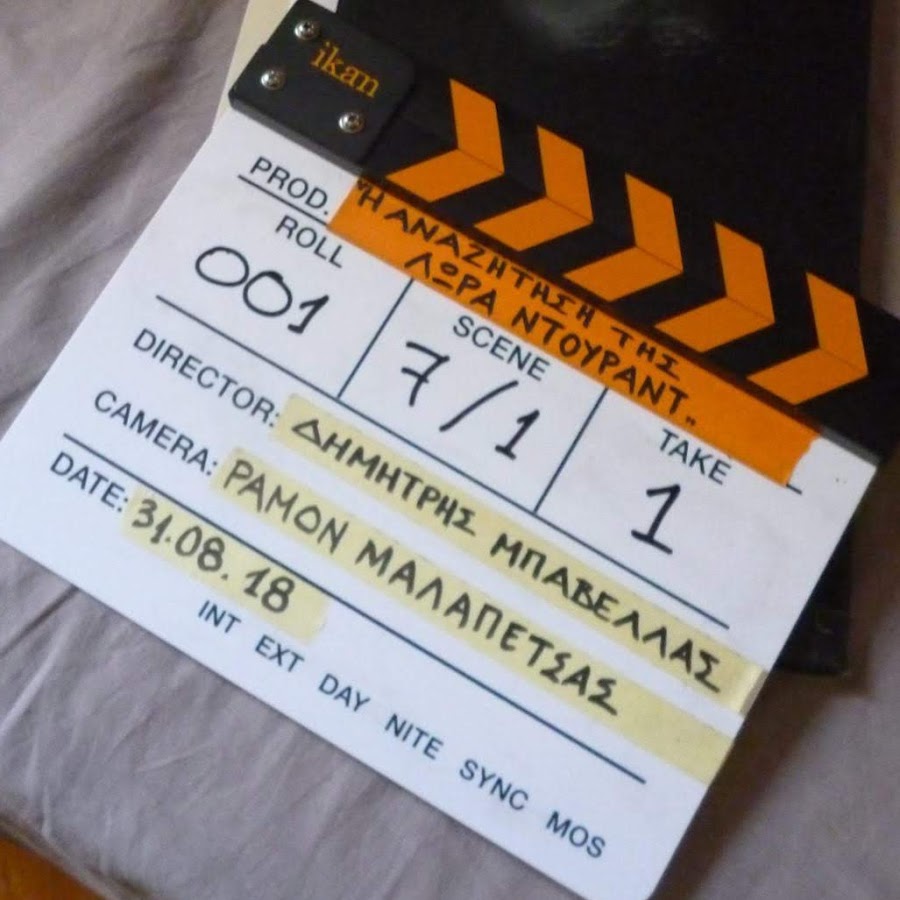 ikan
PROD. "Η ΑΝΑΖΗΤΗΣΗ ΤΗΣ
ΛΩΡΑ ΝΤΟΥΡΑΝΤ"
ROLL SCENE TAKE
001 7/1 1
DIRECTOR: ΔΗΜΗΤΡΗΣ ΜΠΑΒΕΛΛΑΣ
CAMERA: ΡΑΜΟΝ ΜΑΛΑΠΕΤΣΑΣ
DATE: 31.08.18
INT EXT DAY NITE SYNC MOS